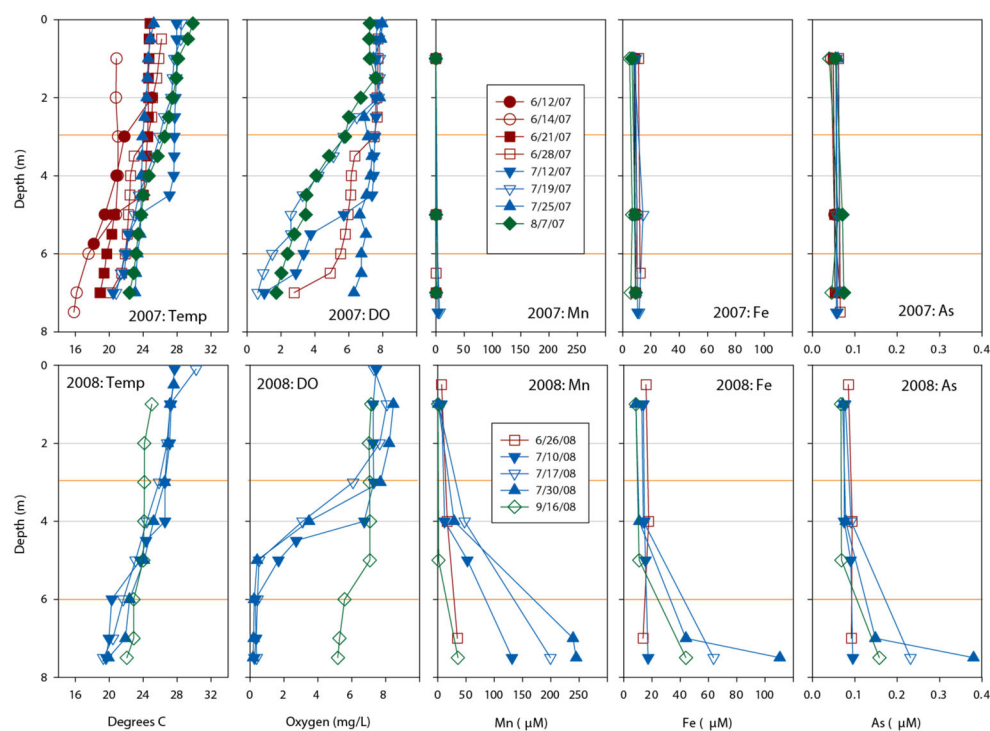 0
2
4
6
8
Depth (m)
2007: Temp
2007: DO
2007: Mn
2007: Fe
2007: As
6/12/07
6/14/07
6/21/07
6/28/07
7/12/07
7/19/07
7/25/07
8/7/07
16 20 24 28 32
0 2 4 6 8
0 50 100 150 200 250
0 20 40 60 80 100
0.0 0.1 0.2 0.3 0.4
0
2
4
6
8
Depth (m)
2008: Temp
2008: DO
2008: Mn
2008: Fe
2008: As
6/26/08
7/10/08
7/17/08
7/30/08
9/16/08
16 20 24 28 32
0 2 4 6 8
0 50 100 150 200 250
0 20 40 60 80 100
0.0 0.1 0.2 0.3 0.4
Degrees C
Oxygen (mg/L)
Mn ( µM)
Fe ( µM)
As ( µM)